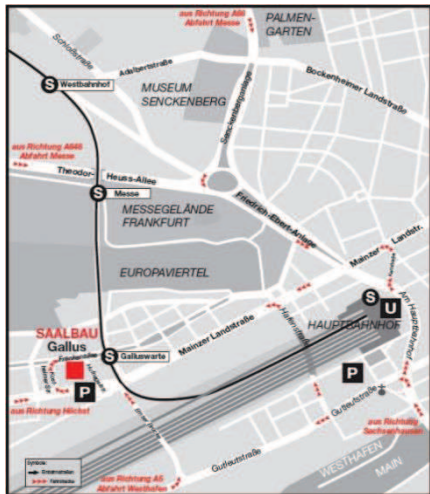 aus Richtung A66
Abfahrt Messe
PALMEN-
GARTEN
Schloßstraße
Adalbertstraße
Bockenheimer Landstraße
S Westbahnhof
MUSEUM
SENCKENBERG
Senckenberganlage
aus Richtung A648
Abfahrt Messe
Theodor-
Heuss-Allee
S Messe
Friedrich-Ebert-Anlage
MESSEGELÄNDE
FRANKFURT
Mainzer Landstr.
EUROPAVIERTEL
S
U
HAUPTBAHNHOF
Am Hauptbahnhof
Hafenstraße
Mainzer Landstraße
SAALBAU
Gallus
S Galluswarte
Frankenallee
P
P
aus Richtung Höchst
Gutleutstraße
aus Richtung
Sachsenhausen
Gutleutstraße
WESTHAFEN
MAIN
aus Richtung A5
Abfahrt Westhafen
Symbole: